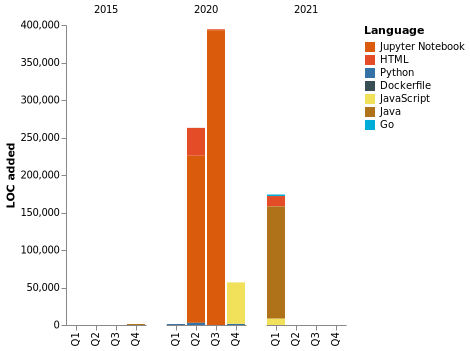 2015 2020 2021
Language
Jupyter Notebook
HTML
Python
Dockerfile
JavaScript
Java
Go
LOC added
400,000
350,000
300,000
250,000
200,000
150,000
100,000
50,000
0
Q1 Q2 Q3 Q4 Q1 Q2 Q3 Q4 Q1 Q2 Q3 Q4